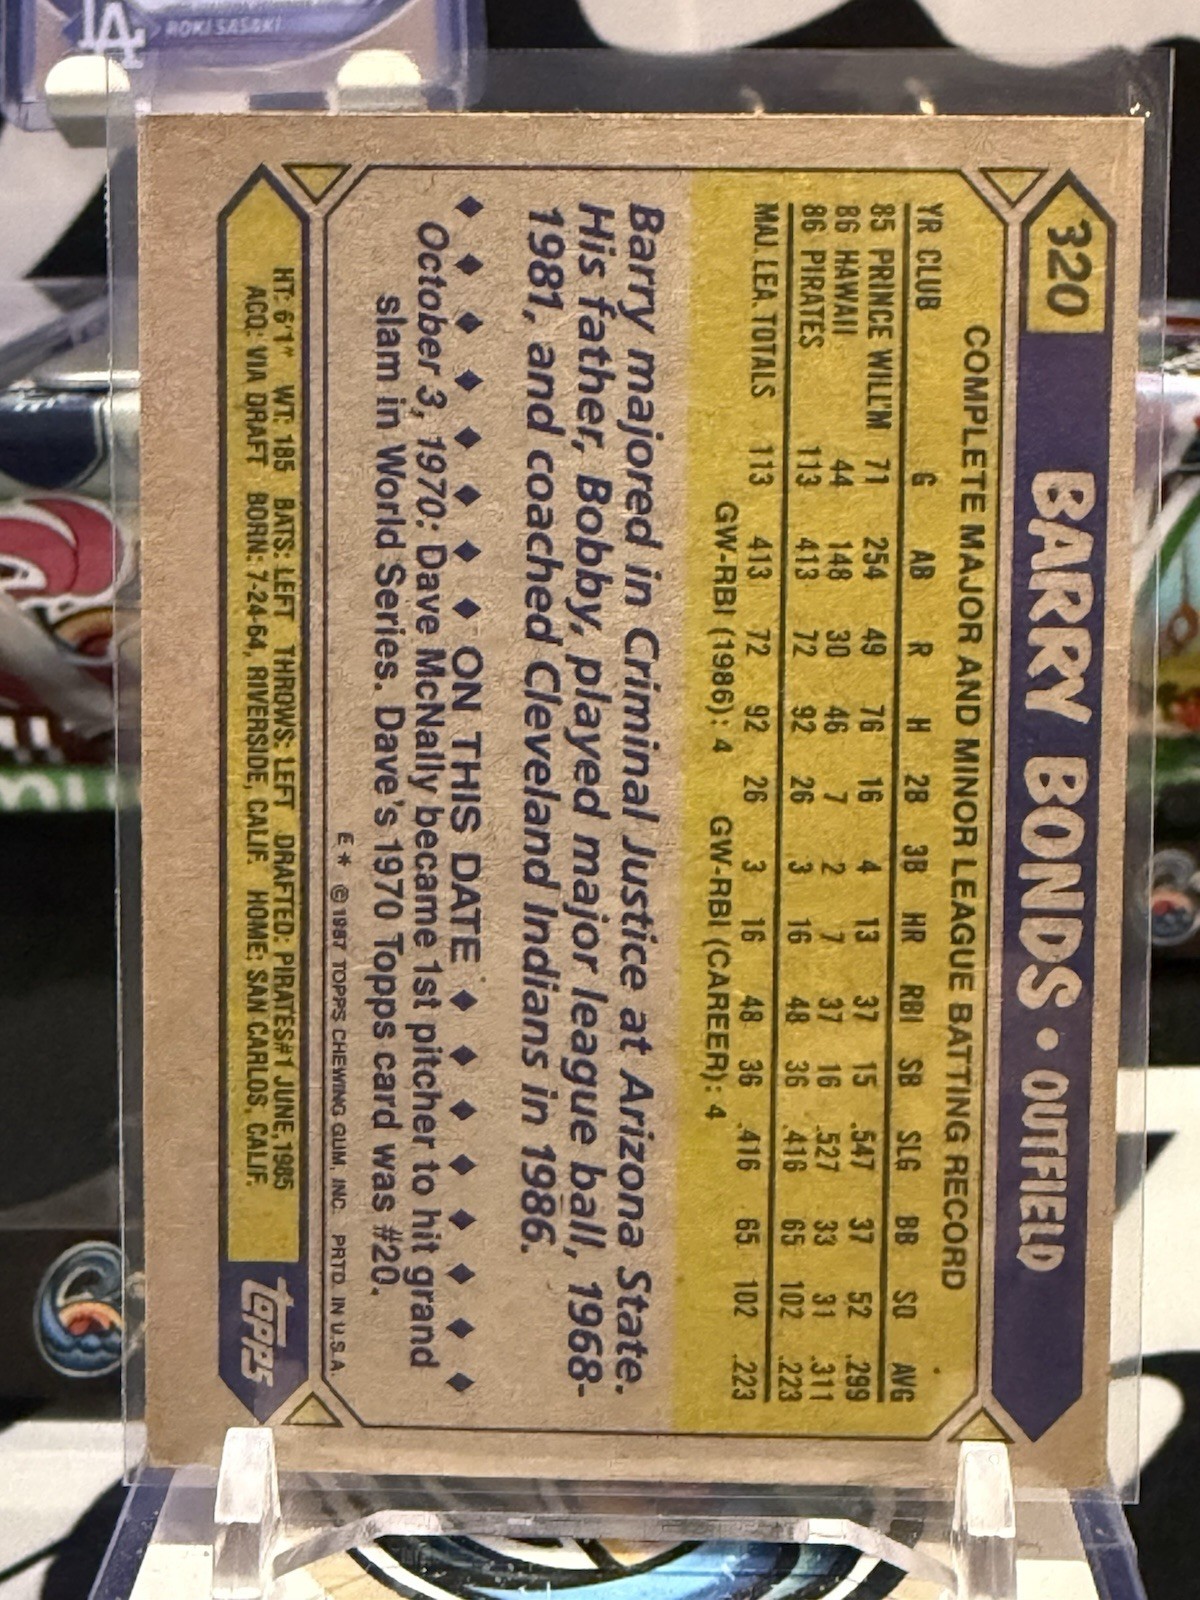 ROKI SASAKI
LA
320 BARRY BONDS • OUTFIELD
COMPLETE MAJOR AND MINOR LEAGUE BATTING RECORD
YR CLUB G AB R H 2B 3B HR RBI SB SLG BB SO AVG
85 PRINCE WILL'M 71 254 49 76 16 4 13 37 15 .547 37 52 .299
86 HAWAII 44 148 30 46 7 2 7 37 16 .527 33 31 .311
86 PIRATES 113 413 72 92 26 3 16 48 36 .416 65 102 .223
MAJ. LEA. TOTALS 113 413 72 92 26 3 16 48 36 .416 65 102 .223
GW-RBI (1986): 4 GW-RBI (CAREER): 4
Barry majored in Criminal Justice at Arizona State.
His father, Bobby, played major league ball, 1968-
1981, and coached Cleveland Indians in 1986.
ON THIS DATE
October 3, 1970: Dave McNally became 1st pitcher to hit grand
slam in World Series. Dave's 1970 Topps card was #20.
E* © 1987 TOPPS CHEWING GUM, INC. PRTD. IN U.S.A.
HT: 6'1" WT: 185 BATS: LEFT THROWS: LEFT DRAFTED: PIRATES#1 JUNE, 1985
ACQ: VIA DRAFT BORN: 7-24-64, RIVERSIDE, CALIF. HOME: SAN CARLOS, CALIF.
topps